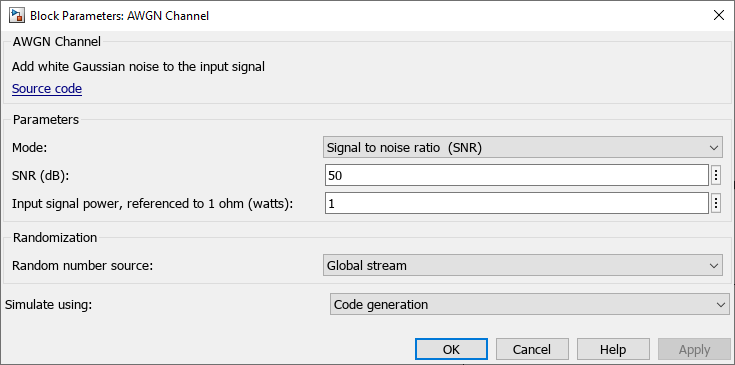 Block Parameters: AWGN Channel
AWGN Channel
Add white Gaussian noise to the input signal
Source code
Parameters
Mode: Signal to noise ratio  (SNR)
SNR (dB): 50
Input signal power, referenced to 1 ohm (watts): 1
Randomization
Random number source: Global stream
Simulate using: Code generation
OK Cancel Help Apply